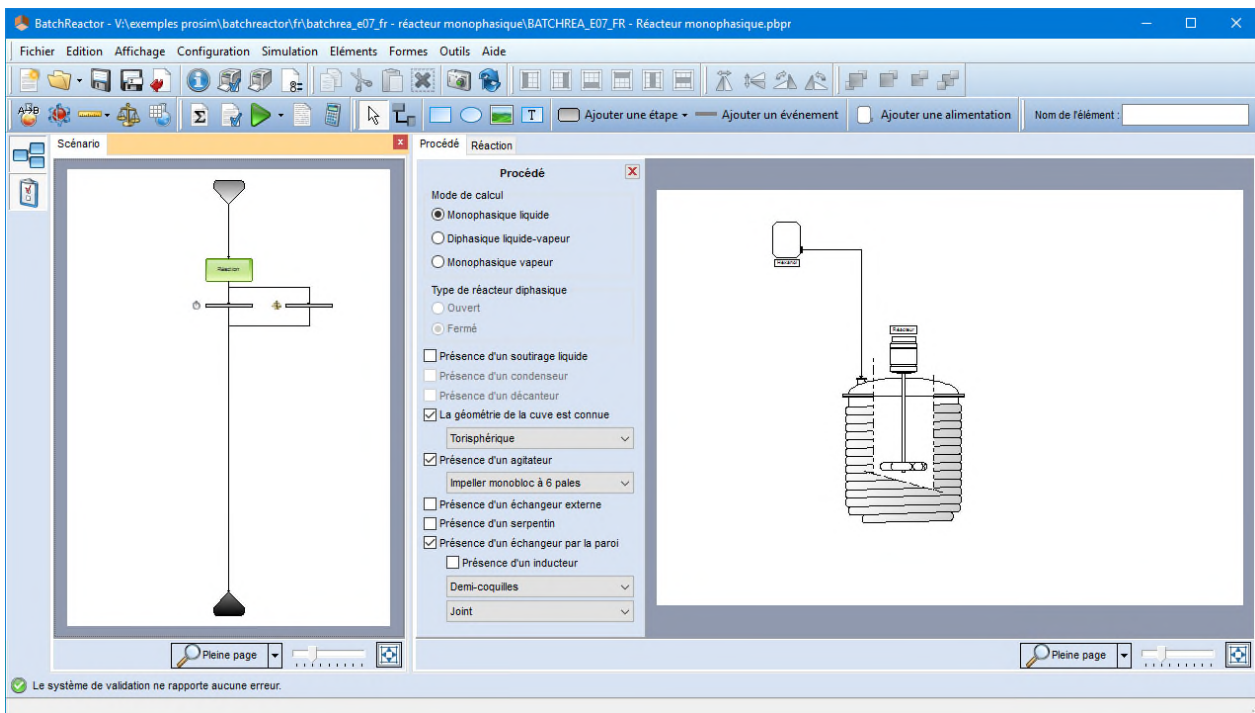 BatchReactor - V:\exemples prosim\batchreactor\fr\batchrea_e07_fr - réacteur monophasique\BATCHREA_E07_FR - Réacteur monophasique.pbpr
Fichier Edition Affichage Configuration Simulation Eléments Formes Outils Aide
Ajouter une étape Ajouter un événement Ajouter une alimentation Nom de l'élément :
Scénario
Procédé Réaction
Procédé
Mode de calcul
Monophasique liquide
Diphasique liquide-vapeur
Monophasique vapeur
Type de réacteur diphasique
Ouvert
Fermé
Présence d'un soutirage liquide
Présence d'un condenseur
Présence d'un décanteur
La géométrie de la cuve est connue
Torisphérique
Présence d'un agitateur
Impeller monobloc à 6 pales
Présence d'un échangeur externe
Présence d'un serpentin
Présence d'un échangeur par la paroi
Présence d'un inducteur
Demi-coquilles
Joint
Réaction
Hexanol
Réacteur
Pleine page
Pleine page
Le système de validation ne rapporte aucune erreur.